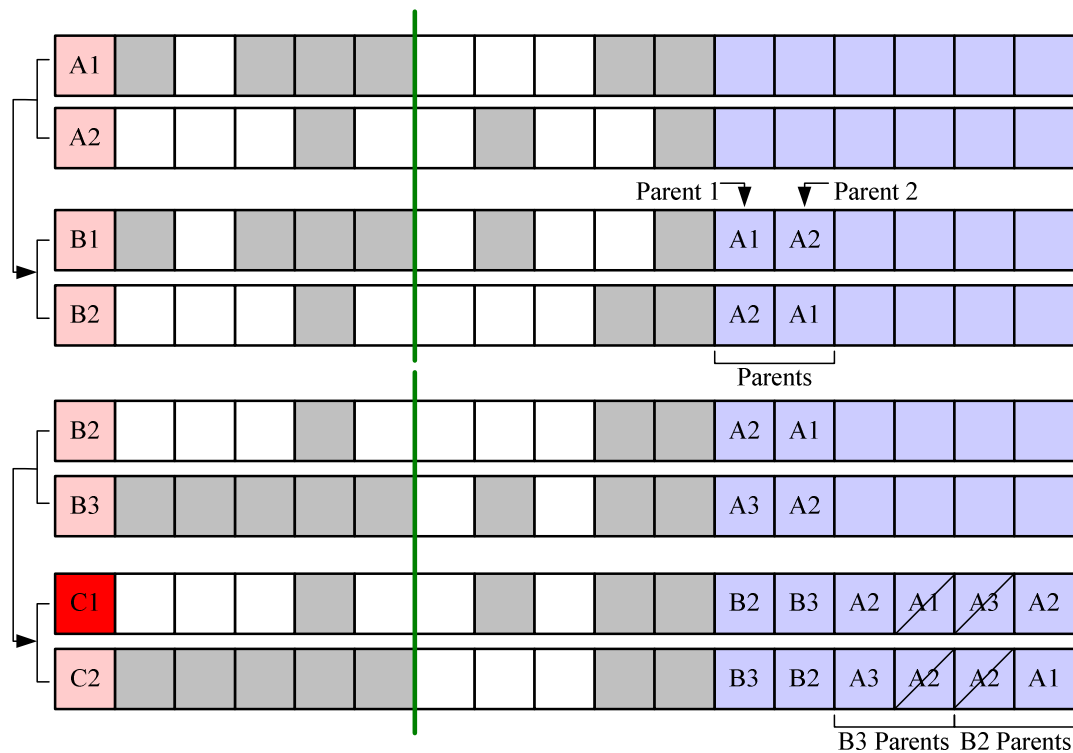 A1
A2
Parent 1 Parent 2
B1 A1 A2
B2 A2 A1
Parents
B2 A2 A1
B3 A3 A2
C1 B2 B3 A2 A1 A3 A2
C2 B3 B2 A3 A2 A2 A1
B3 Parents B2 Parents